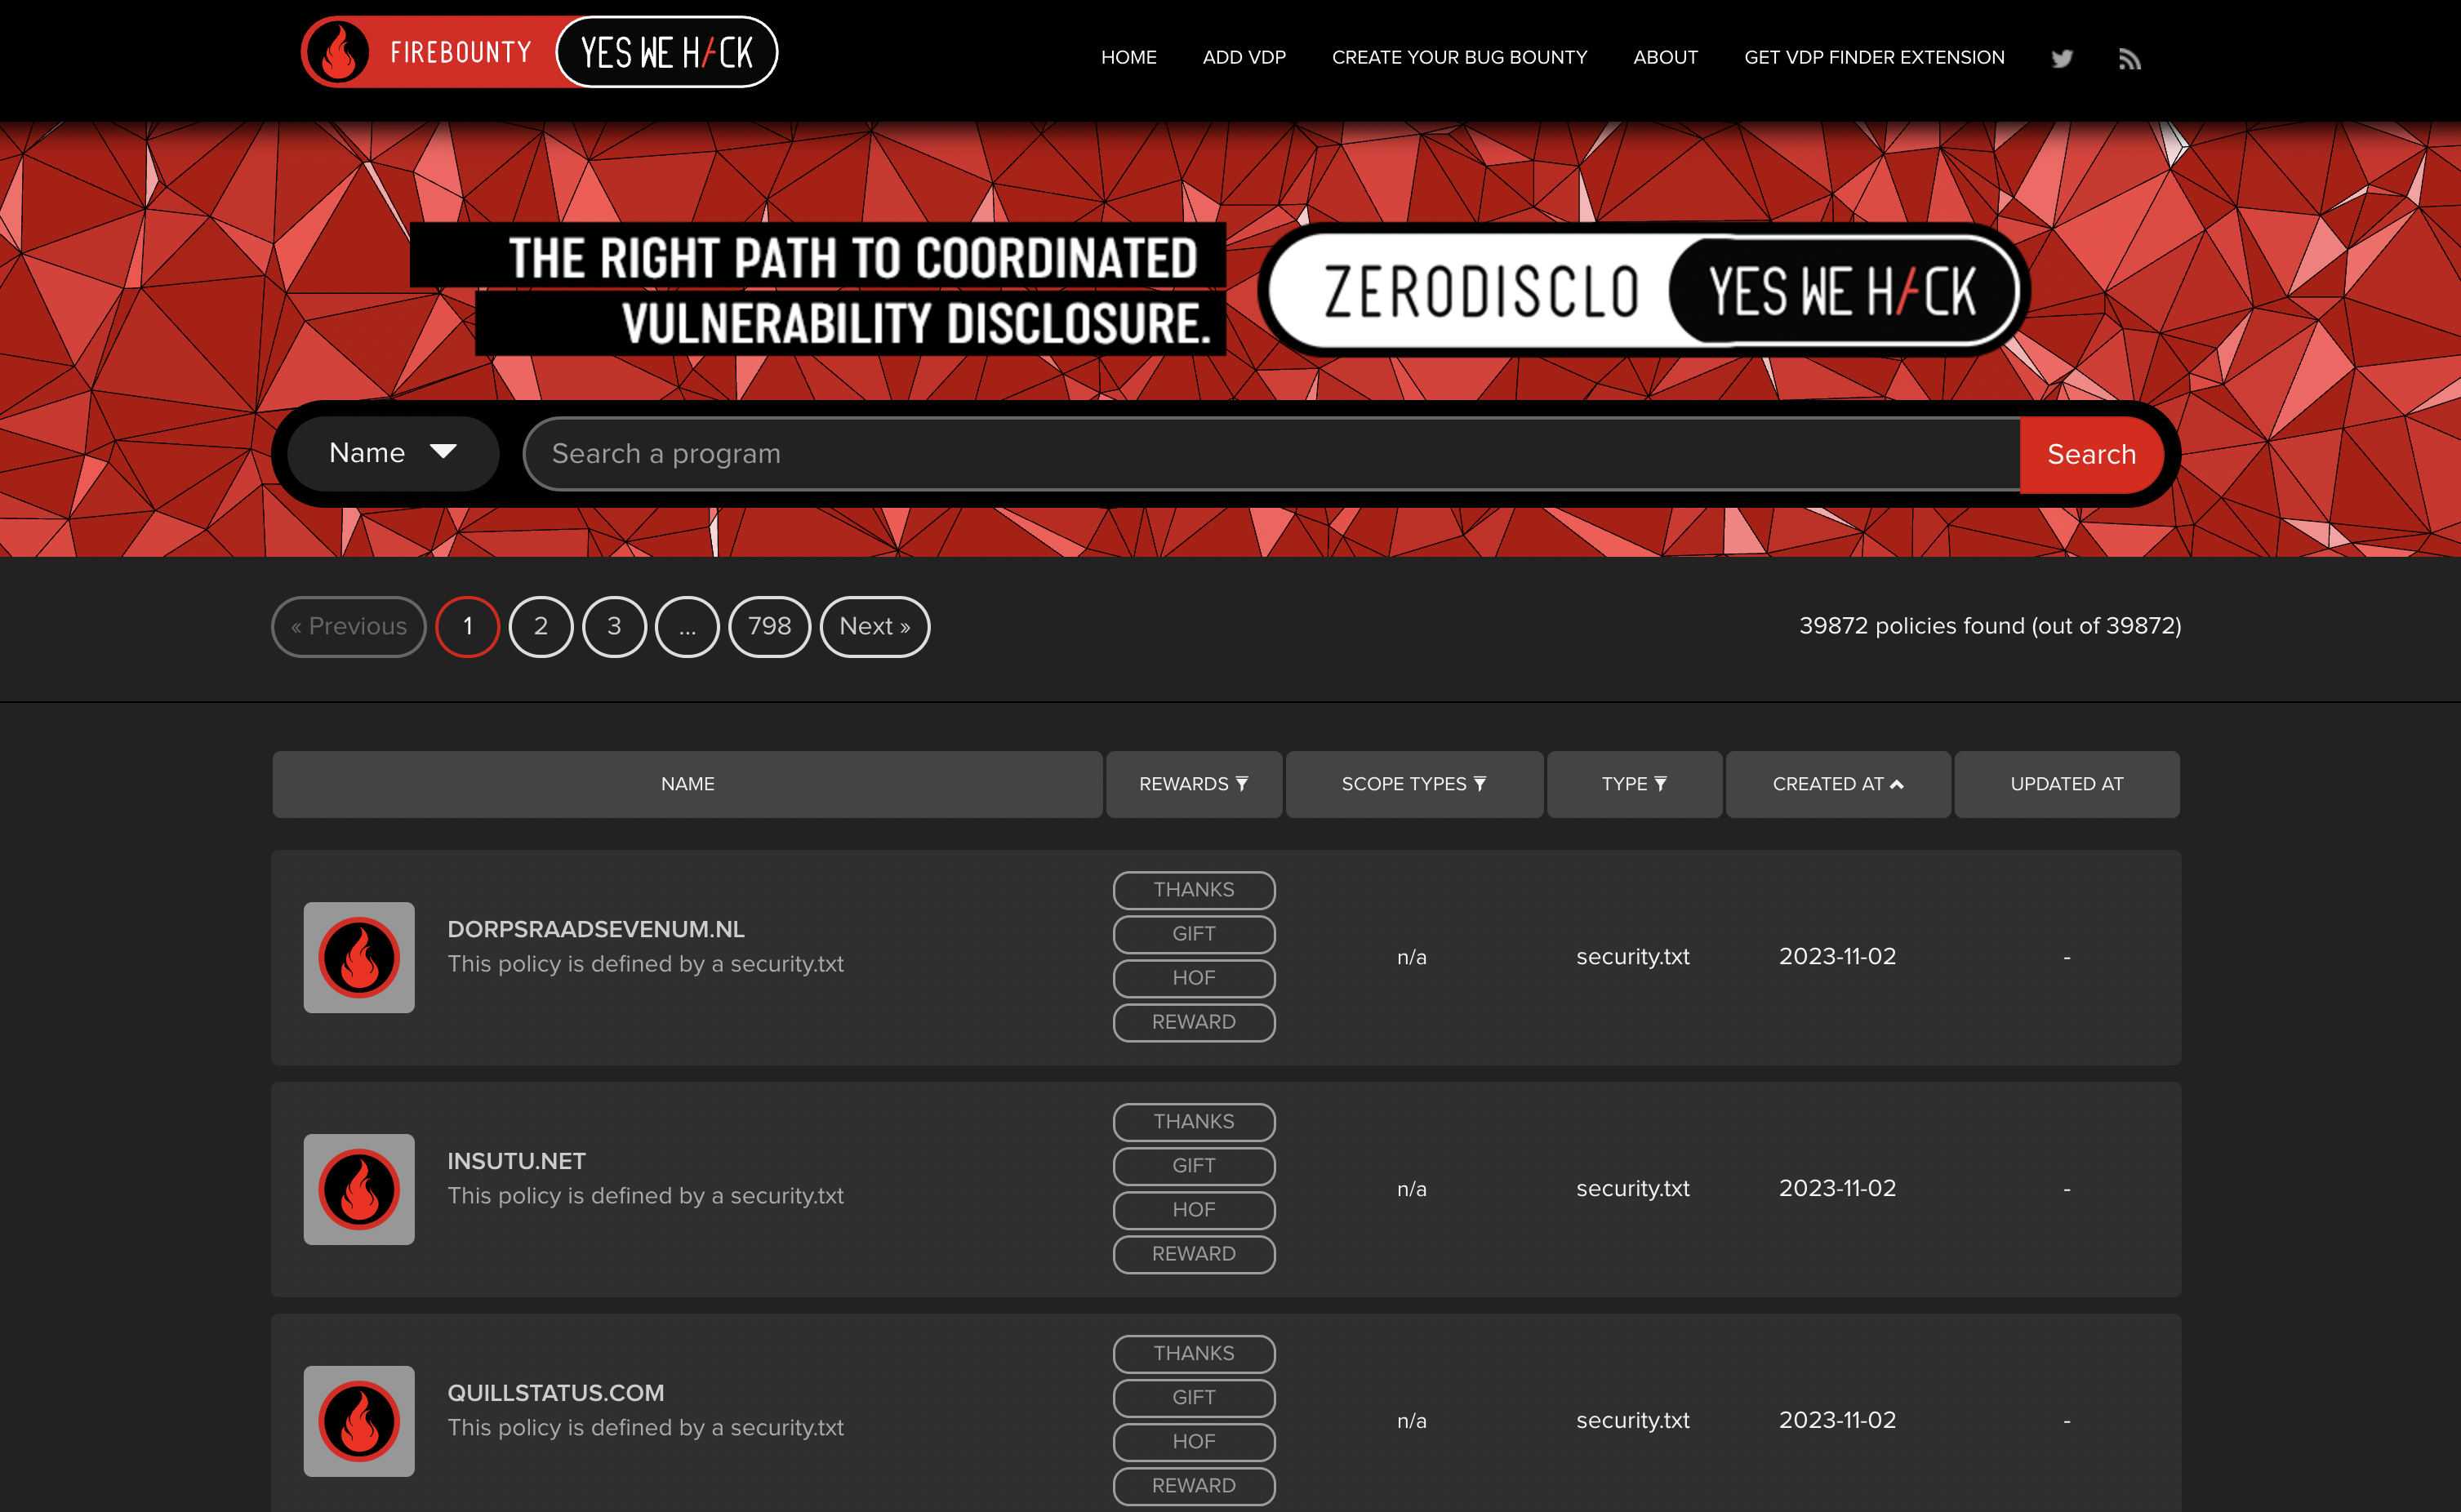 FIREBOUNTY YES WE H/CK
HOME ADD VDP CREATE YOUR BUG BOUNTY ABOUT GET VDP FINDER EXTENSION
THE RIGHT PATH TO COORDINATED
VULNERABILITY DISCLOSURE.
ZERODISCLO YES WE H/CK
Name Search a program Search
« Previous 1 2 3 ... 798 Next » 39872 policies found (out of 39872)
NAME REWARDS SCOPE TYPES TYPE CREATED AT UPDATED AT
DORPSRAADSEVENUM.NL
This policy is defined by a security.txt
THANKS
GIFT
HOF
REWARD
n/a security.txt 2023-11-02 -
INSUTU.NET
This policy is defined by a security.txt
THANKS
GIFT
HOF
REWARD
n/a security.txt 2023-11-02 -
QUILLSTATUS.COM
This policy is defined by a security.txt
THANKS
GIFT
HOF
REWARD
n/a security.txt 2023-11-02 -